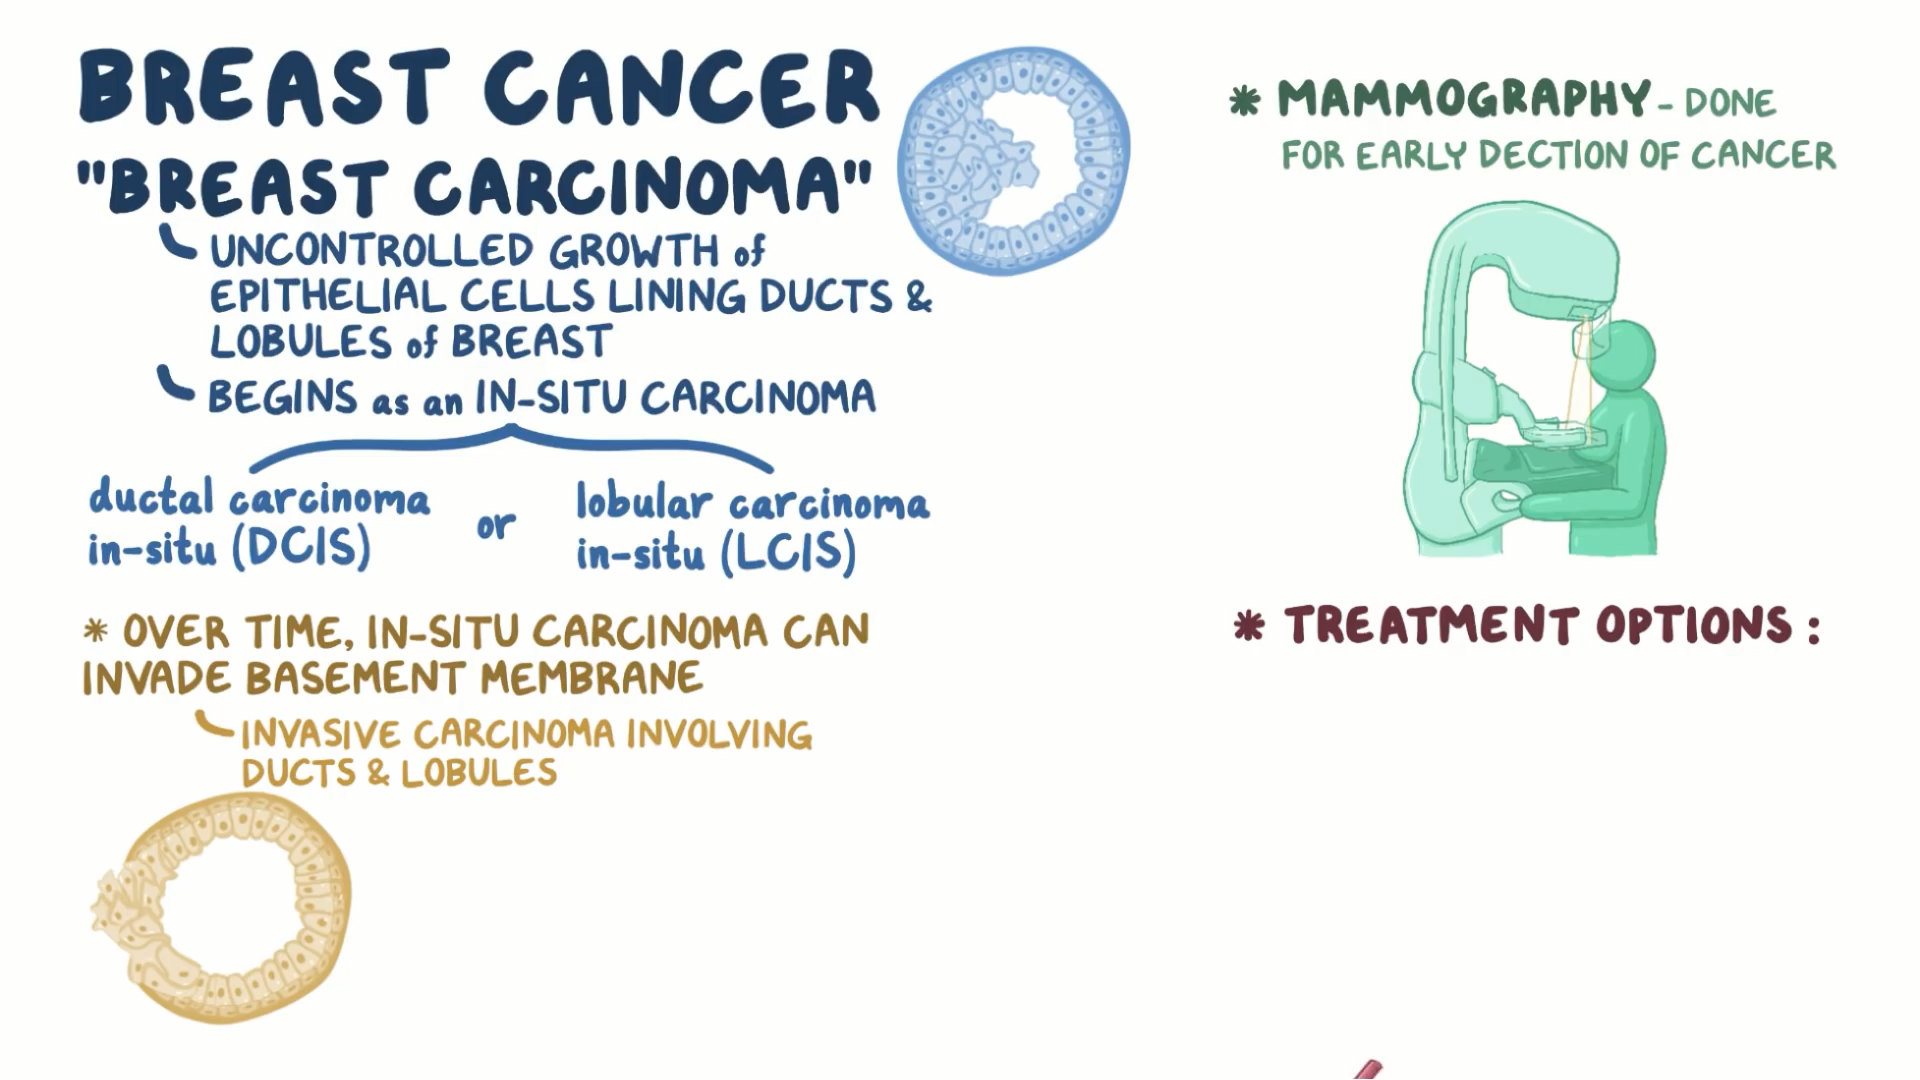 BREAST CANCER
"BREAST CARCINOMA"
UNCONTROLLED GROWTH of
EPITHELIAL CELLS LINING DUCTS &
LOBULES of BREAST
BEGINS as an IN-SITU CARCINOMA
ductal carcinoma
in-situ (DCIS)
or
lobular carcinoma
in-situ (LCIS)
* OVER TIME, IN-SITU CARCINOMA CAN
INVADE BASEMENT MEMBRANE
INVASIVE CARCINOMA INVOLVING
DUCTS & LOBULES
* MAMMOGRAPHY - DONE
FOR EARLY DECTION OF CANCER
* TREATMENT OPTIONS :